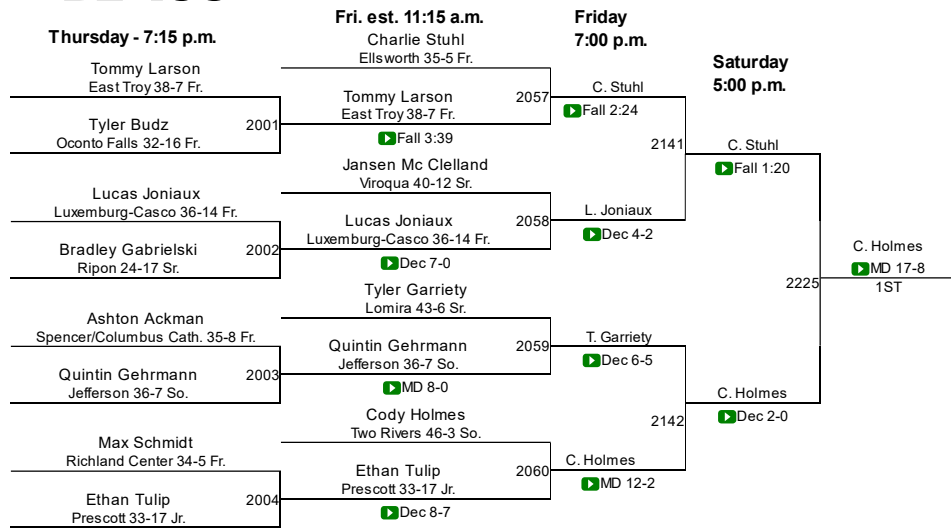 Thursday - 7:15 p.m.
Tommy Larson
East Troy 38-7 Fr.
Tyler Budz
Oconto Falls 32-16 Fr.
2001
Lucas Joniaux
Luxemburg-Casco 36-14 Fr.
Bradley Gabrielski
Ripon 24-17 Sr.
2002
Ashton Ackman
Spencer/Columbus Cath. 35-8 Fr.
Quintin Gehrmann
Jefferson 36-7 So.
2003
Max Schmidt
Richland Center 34-5 Fr.
Ethan Tulip
Prescott 33-17 Jr.
2004
Fri. est. 11:15 a.m.
Charlie Stuhl
Ellsworth 35-5 Fr.
Tommy Larson
East Troy 38-7 Fr.
Fall 3:39
2057
Jansen Mc Clelland
Viroqua 40-12 Sr.
Lucas Joniaux
Luxemburg-Casco 36-14 Fr.
Dec 7-0
2058
Tyler Garriety
Lomira 43-6 Sr.
Quintin Gehrmann
Jefferson 36-7 So.
MD 8-0
2059
Cody Holmes
Two Rivers 46-3 So.
Ethan Tulip
Prescott 33-17 Jr.
Dec 8-7
2060
Friday
7:00 p.m.
C. Stuhl
Fall 2:24
2141
L. Joniaux
Dec 4-2
T. Garriety
Dec 6-5
2142
C. Holmes
MD 12-2
Saturday
5:00 p.m.
C. Stuhl
Fall 1:20
2225
C. Holmes
Dec 2-0
C. Holmes
MD 17-8
1ST